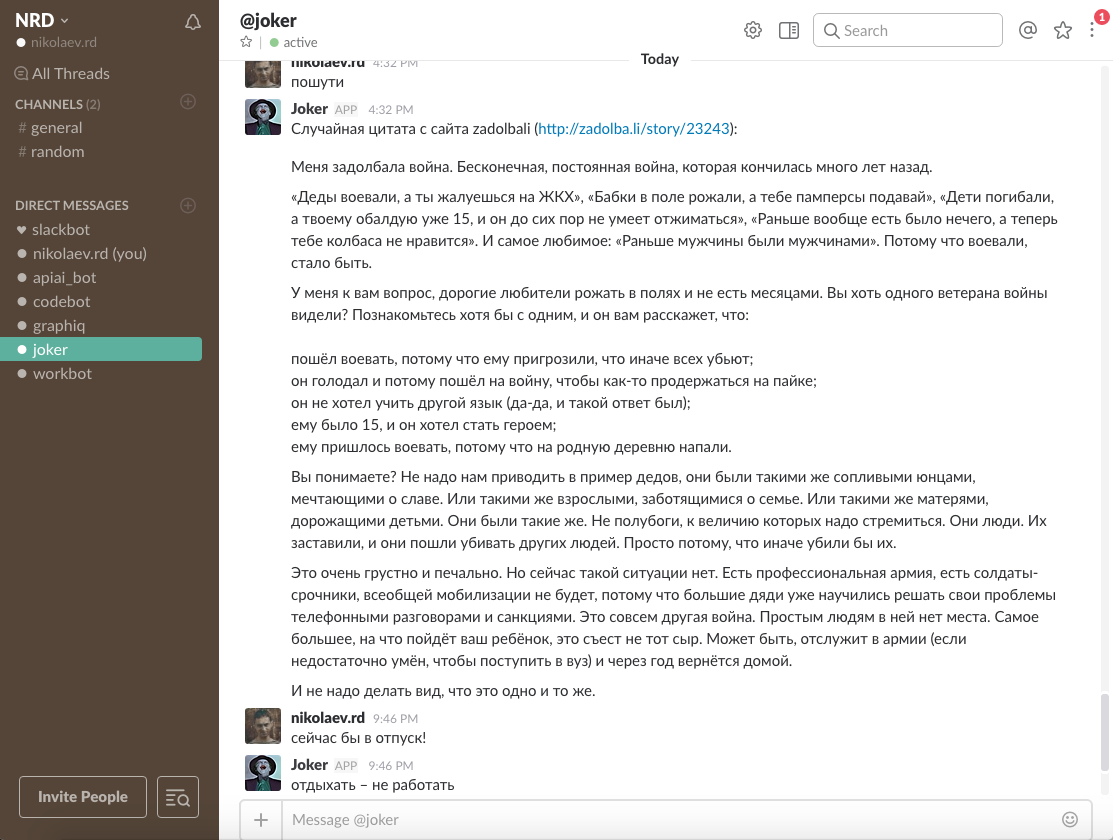 NRD
nikolaev.rd
All Threads
CHANNELS (2)
# general
# random
DIRECT MESSAGES
slackbot
nikolaev.rd (you)
apiai_bot
codebot
graphiq
joker
workbot
Invite People
@joker
active
Search
1
Today
nikolaev.rd 4:32 PM
пошути
Joker APP 4:32 PM
Случайная цитата с сайта zadolbali (http://zadolba.li/story/23243):
Меня задолбала война. Бесконечная, постоянная война, которая кончилась много лет назад.
«Деды воевали, а ты жалуешься на ЖКХ», «Бабки в поле рожали, а тебе памперсы подавай», «Дети погибали,
а твоему обалдую уже 15, и он до сих пор не умеет отжиматься», «Раньше вообще есть было нечего, а теперь
тебе колбаса не нравится». И самое любимое: «Раньше мужчины были мужчинами». Потому что воевали,
стало быть.
У меня к вам вопрос, дорогие любители рожать в полях и не есть месяцами. Вы хоть одного ветерана войны
видели? Познакомьтесь хотя бы с одним, и он вам расскажет, что:
пошёл воевать, потому что ему пригрозили, что иначе всех убьют;
он голодал и потому пошёл на войну, чтобы как-то продержаться на пайке;
он не хотел учить другой язык (да-да, и такой ответ был);
ему было 15, и он хотел стать героем;
ему пришлось воевать, потому что на родную деревню напали.
Вы понимаете? Не надо нам приводить в пример дедов, они были такими же сопливыми юнцами,
мечтающими о славе. Или такими же взрослыми, заботящимися о семье. Или такими же матерями,
дорожащими детьми. Они были такие же. Не полубоги, к величию которых надо стремиться. Они люди. Их
заставили, и они пошли убивать других людей. Просто потому, что иначе убили бы их.
Это очень грустно и печально. Но сейчас такой ситуации нет. Есть профессиональная армия, есть солдаты-
срочники, всеобщей мобилизации не будет, потому что большие дяди уже научились решать свои проблемы
телефонными разговорами и санкциями. Это совсем другая война. Простым людям в ней нет места. Самое
большее, на что пойдёт ваш ребёнок, это съест не тот сыр. Может быть, отслужит в армии (если
недостаточно умён, чтобы поступить в вуз) и через год вернётся домой.
И не надо делать вид, что это одно и то же.
nikolaev.rd 9:46 PM
сейчас бы в отпуск!
Joker APP 9:46 PM
отдыхать – не работать
Message @joker